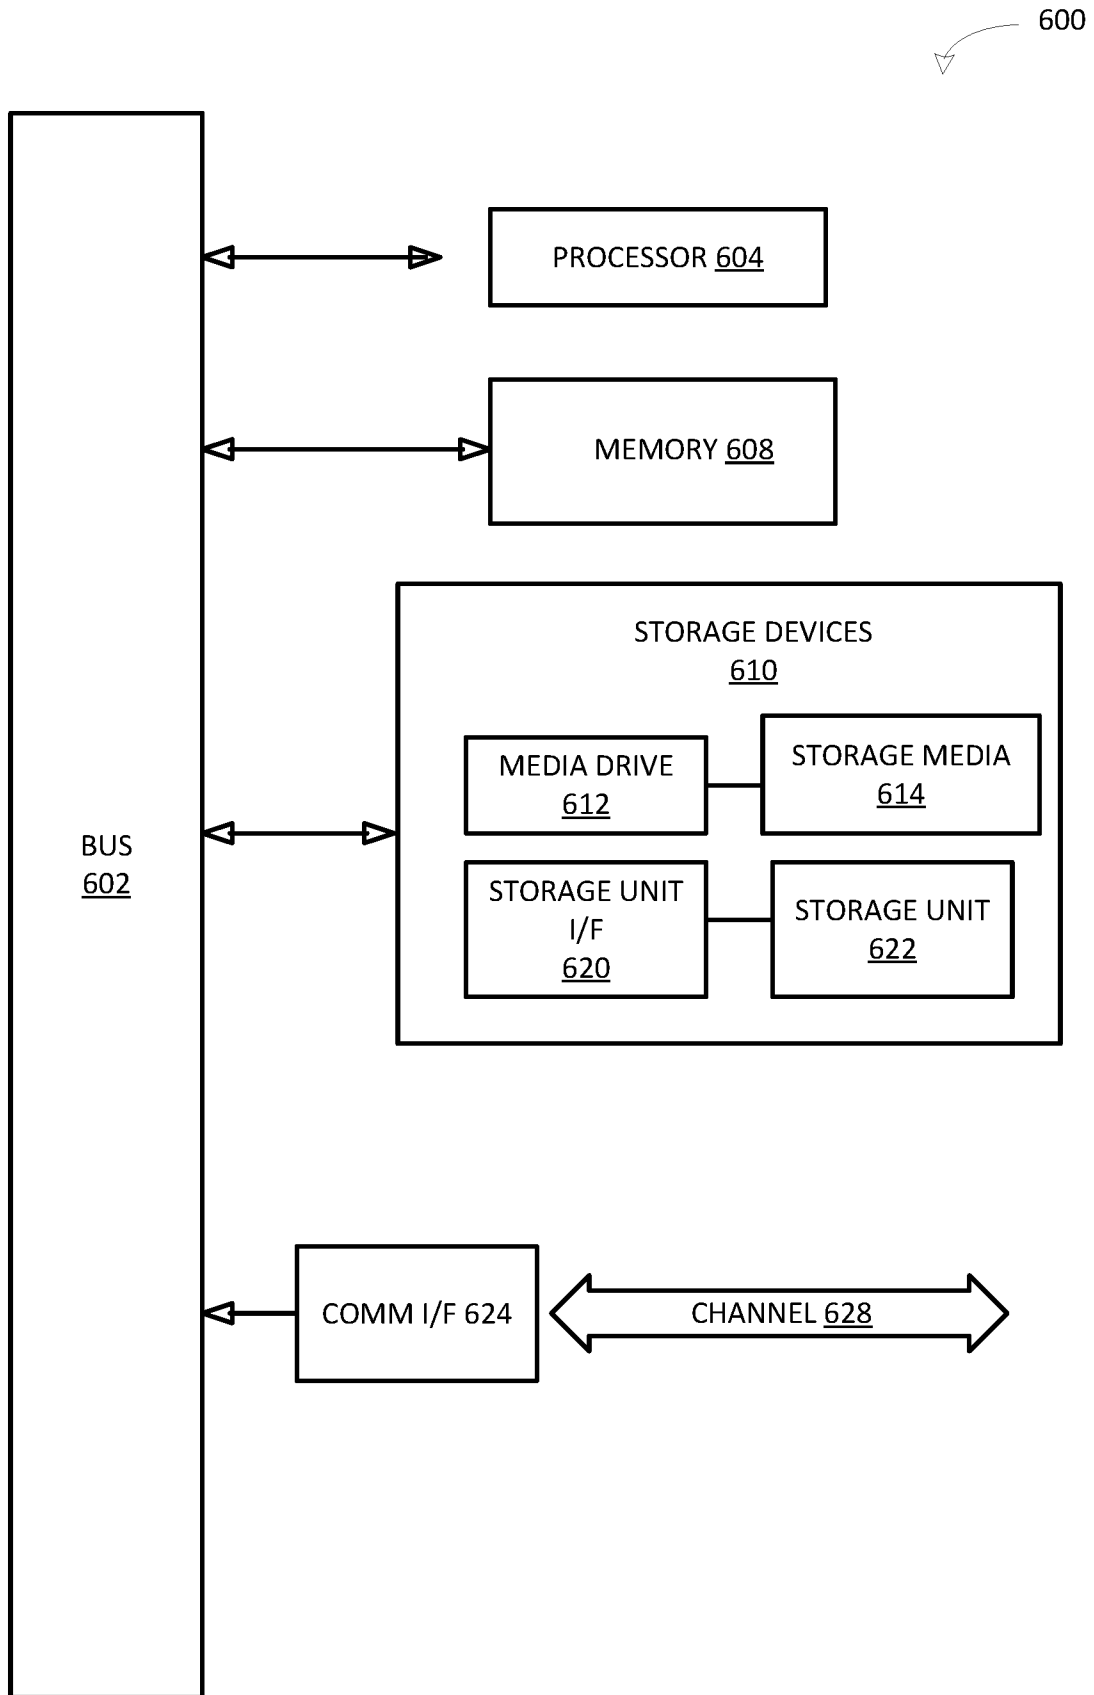 600
PROCESSOR 604
MEMORY 608
STORAGE DEVICES
610
MEDIA DRIVE
612
STORAGE MEDIA
614
BUS
602
STORAGE UNIT
I/F
620
STORAGE UNIT
622
COMM I/F 624
CHANNEL 628